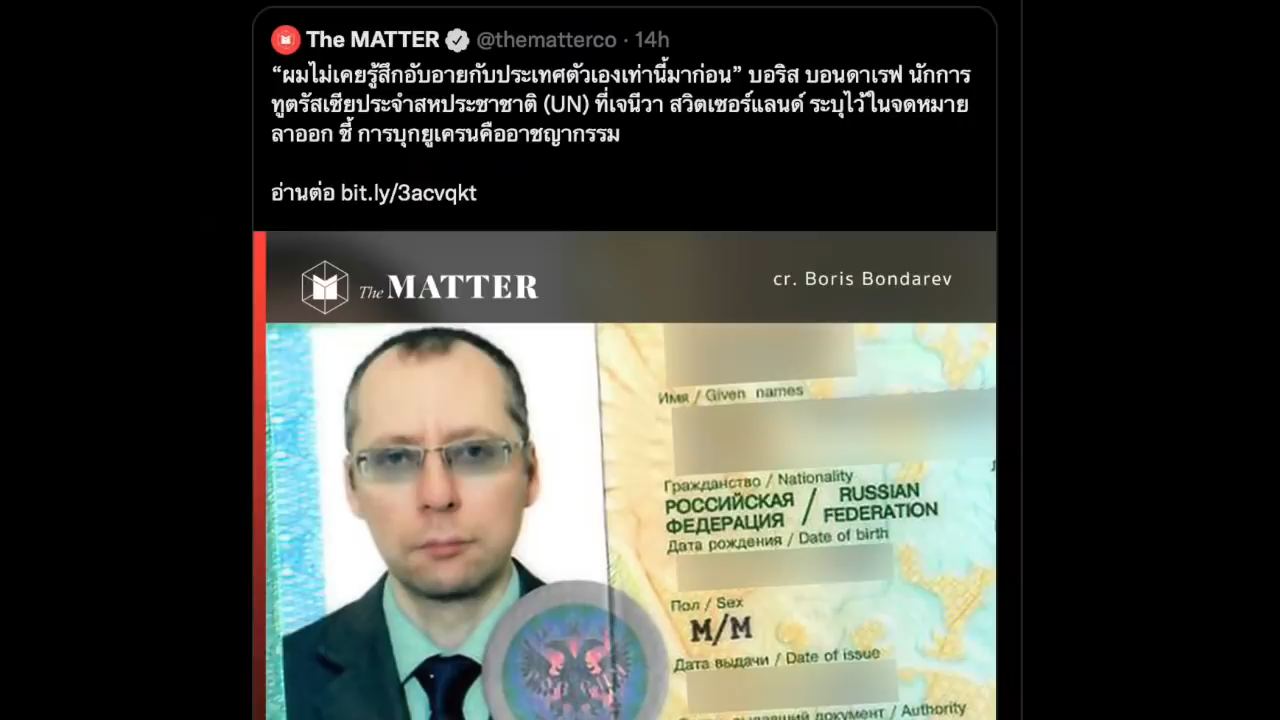 The MATTER @thematterco · 14h
“ผมไม่เคยรู้สึกอับอายกับประเทศตัวเองเท่านี้มาก่อน” บอริส บอนดาเรฟ นักการ
ทูตรัสเซียประจำสหประชาชาติ (UN) ที่เจนีวา สวิตเซอร์แลนด์ ระบุไว้ในจดหมาย
ลาออก ชี้ การบุกยูเครนคืออาชญากรรม
อ่านต่อ bit.ly/3acvqkt
The MATTER
cr. Boris Bondarev
Имя / Given names
Гражданство / Nationality
РОССИЙСКАЯ / RUSSIAN
ФЕДЕРАЦИЯ FEDERATION
Дата рождения / Date of birth
Пол / Sex
М/M
Дата выдачи / Date of issue
документ / Authority